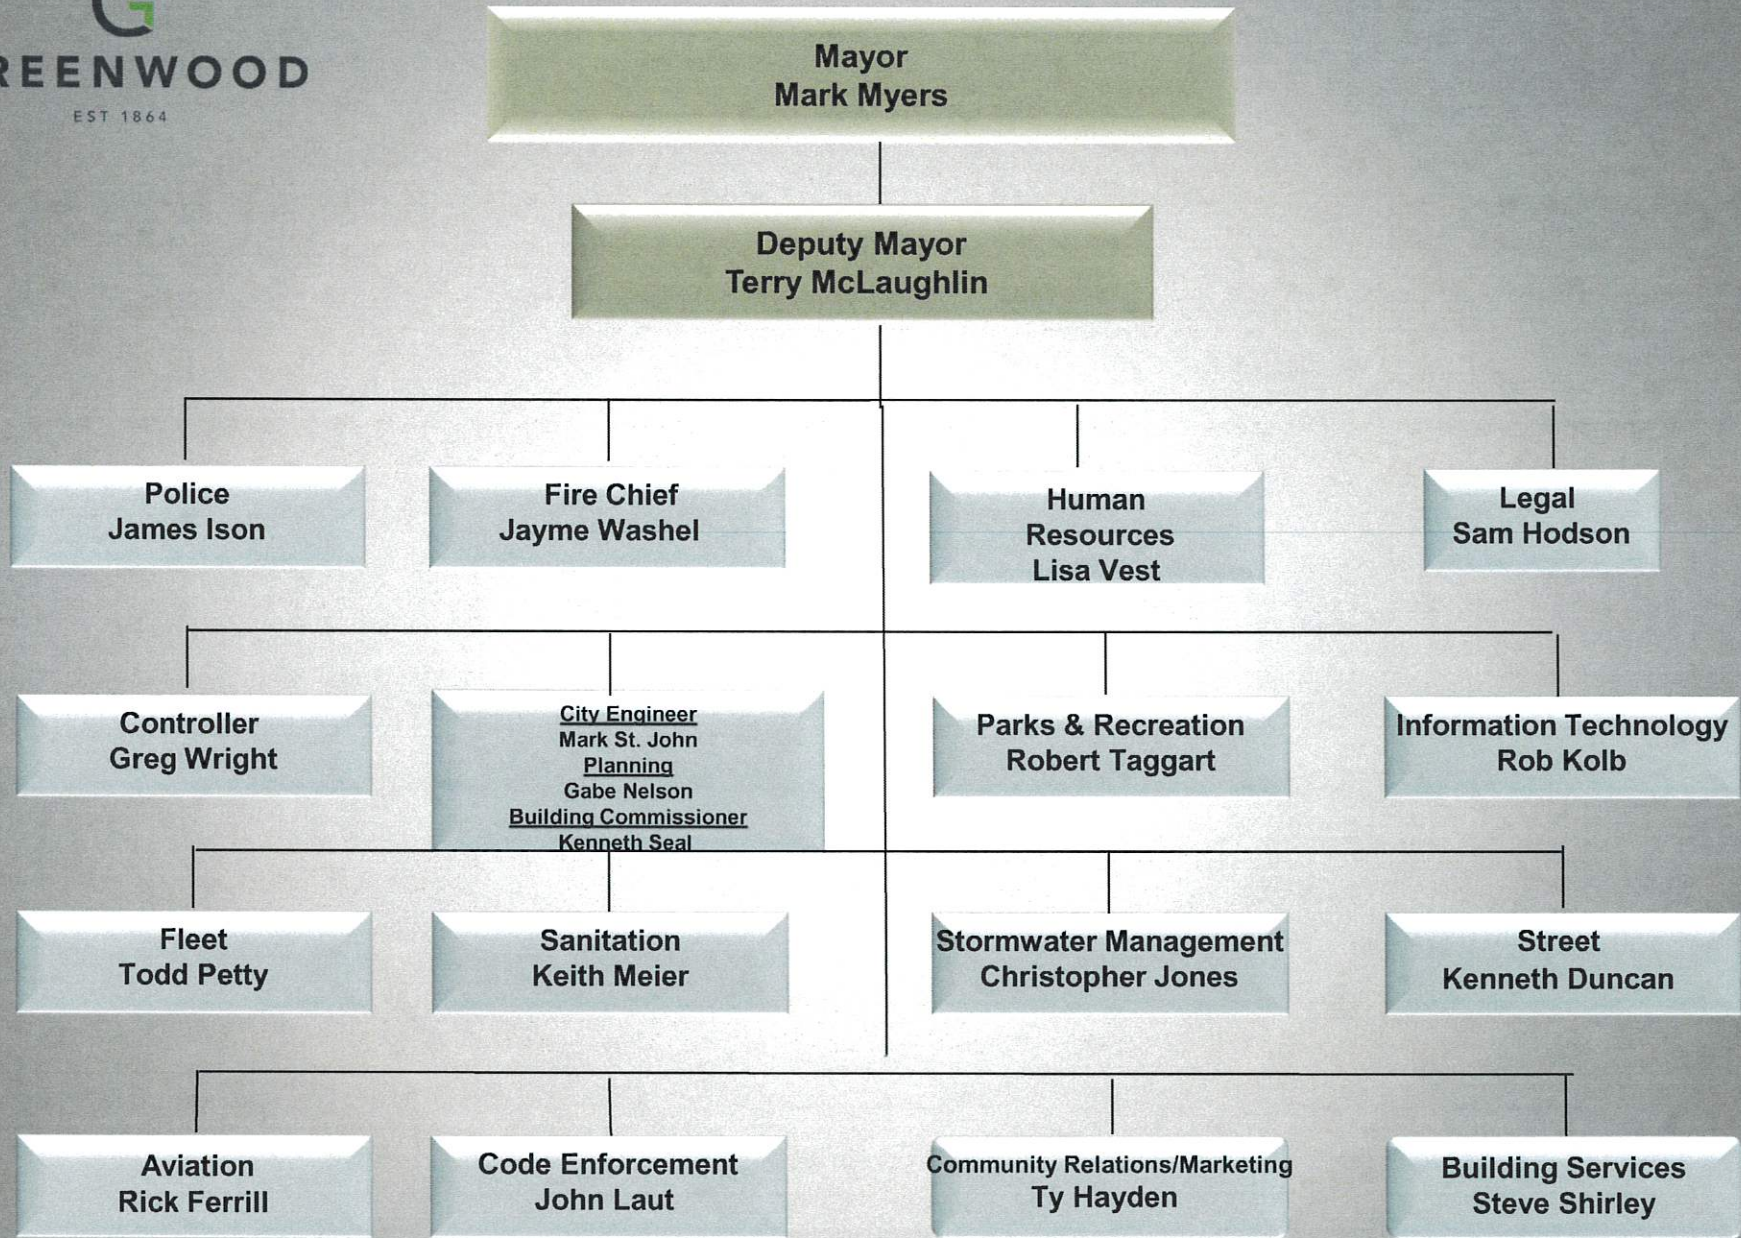 REENWOOD
EST 1864
Mayor
Mark Myers
Deputy Mayor
Terry McLaughlin
Police
James Ison
Fire Chief
Jayme Washel
Human
Resources
Lisa Vest
Legal
Sam Hodson
Controller
Greg Wright
City Engineer
Mark St. John
Planning
Gabe Nelson
Building Commissioner
Kenneth Seal
Parks & Recreation
Robert Taggart
Information Technology
Rob Kolb
Fleet
Todd Petty
Sanitation
Keith Meier
Stormwater Management
Christopher Jones
Street
Kenneth Duncan
Aviation
Rick Ferrill
Code Enforcement
John Laut
Community Relations/Marketing
Ty Hayden
Building Services
Steve Shirley